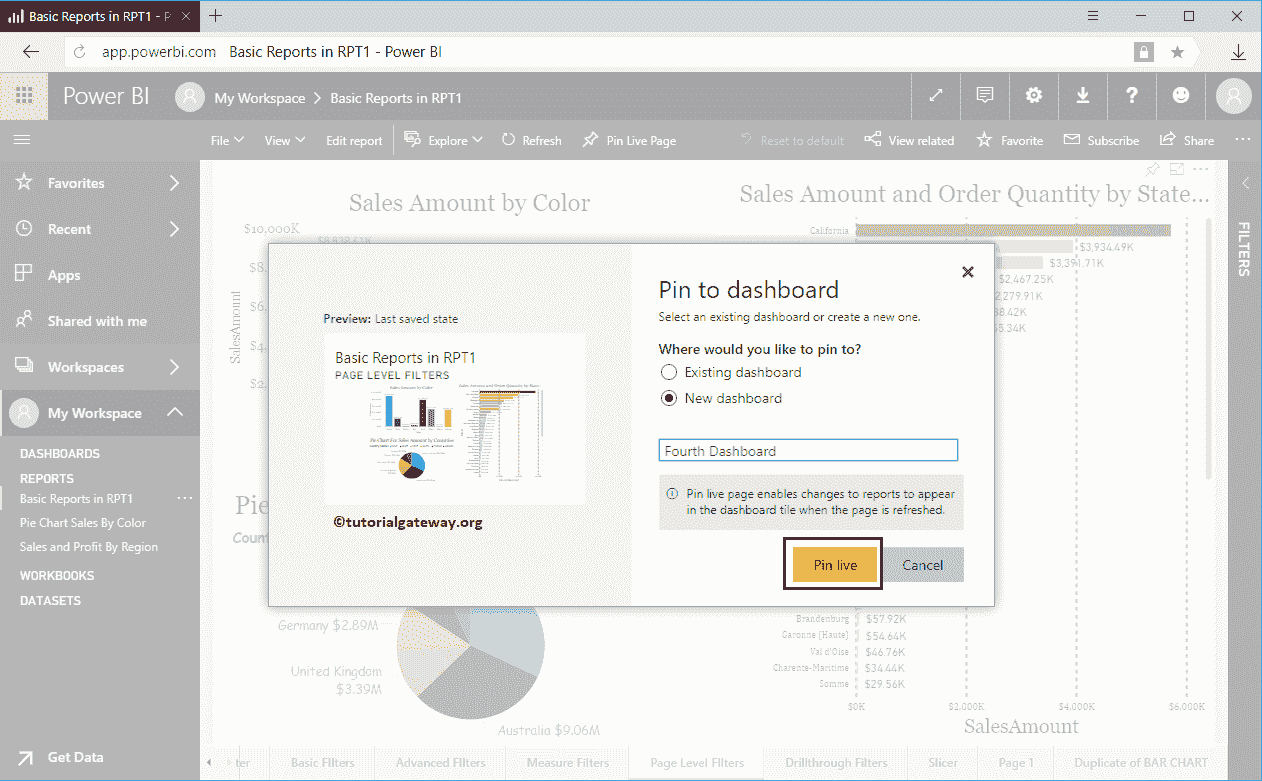 Basic Reports in RPT1 - P
app.powerbi.com Basic Reports in RPT1 - Power BI
Power BI My Workspace > Basic Reports in RPT1
File View Edit report Explore Refresh Pin Live Page Reset to default View related Favorite Subscribe Share
Favorites
Recent
Apps
Shared with me
Workspaces
My Workspace
DASHBOARDS
REPORTS
Basic Reports in RPT1
Pie Chart Sales By Color
Sales and Profit By Region
WORKBOOKS
DATASETS
Get Data
Sales Amount by Color
$10,000K
$8,
$6,
$4,
$2,
SalesAmount
Sales Amount and Order Quantity by State...
California
$3,934.49K
$3,391.71K
$2,467.25K
2,279.91K
38.42K
5.34K
FILTERS
Preview: Last saved state
Basic Reports in RPT1
PAGE LEVEL FILTERS
©tutorialgateway.org
Pin to dashboard
Select an existing dashboard or create a new one.
Where would you like to pin to?
Existing dashboard
New dashboard
Fourth Dashboard
Pin live page enables changes to reports to appear
in the dashboard tile when the page is refreshed.
Pin live Cancel
Pie
Count
Germany $2.89M
United Kingdom
$3.39M
Australia $9.06M
Brandenburg $57.92K
Garonne (Haute) $54.64K
Val d'Oise $46.76K
Charente-Maritime $34.44K
Somme $29.56K
$0K $2,000K $4,000K $6,000K
SalesAmount
ter Basic FIlters Advanced FIlters Measure Filters Page Level Filters Drillthrough Filters Slicer Page 1 Duplicate of BAR CHART